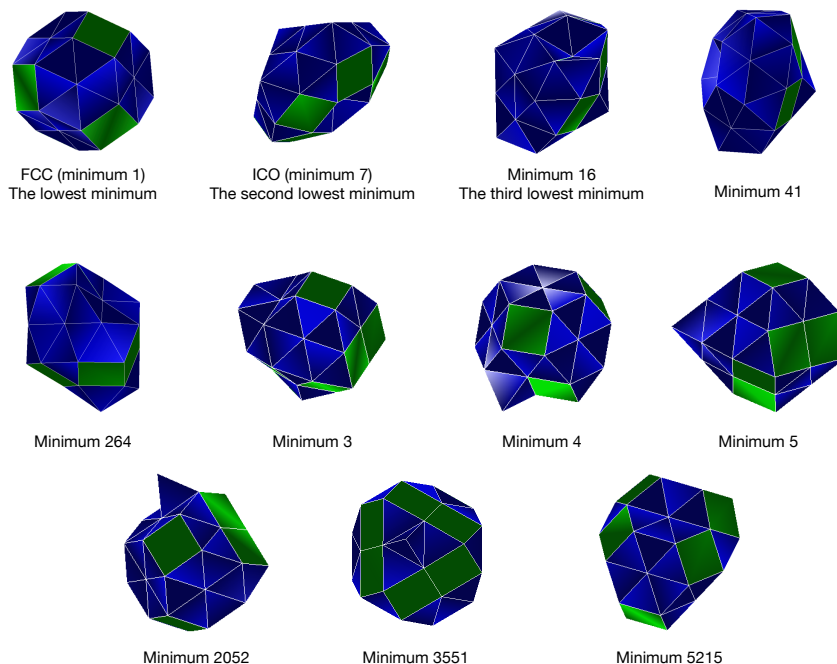 FCC (minimum 1)
The lowest minimum
ICO (minimum 7)
The second lowest minimum
Minimum 16
The third lowest minimum
Minimum 41
Minimum 264
Minimum 3
Minimum 4
Minimum 5
Minimum 2052
Minimum 3551
Minimum 5215